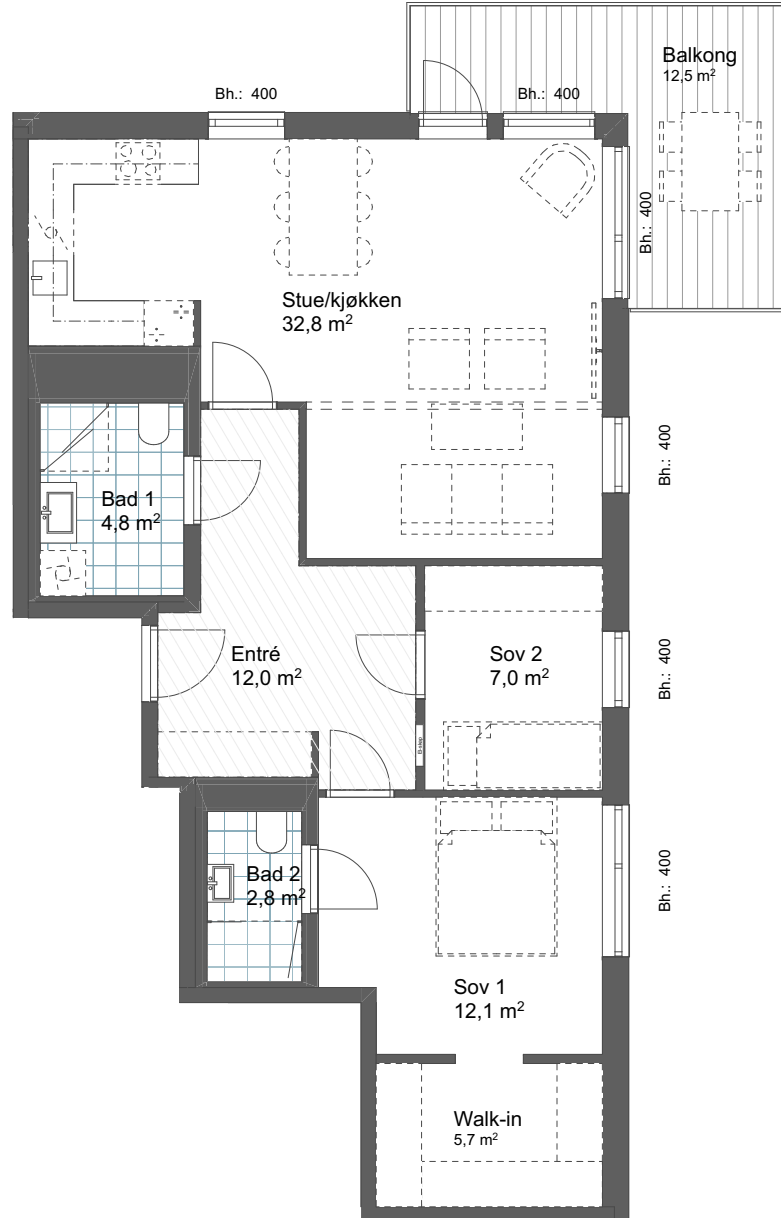 Balkong
12,5 m²
Bh.: 400
Bh.: 400
Bh.: 400
Stue/kjøkken
32,8 m²
Bh.: 400
Bad 1
4,8 m²
Entré
12,0 m²
Sov 2
7,0 m²
Bh.: 400
Bad 2
2,8 m²
Bh.: 400
Sov 1
12,1 m²
Walk-in
5,7 m²